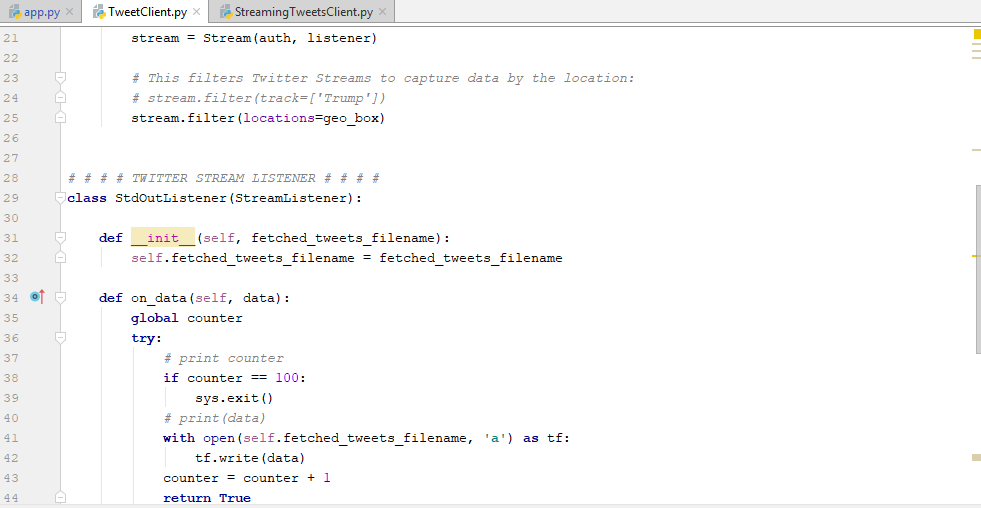 app.py TweetClient.py StreamingTweetsClient.py
21 stream = Stream(auth, listener)
22
23 # This filters Twitter Streams to capture data by the location:
24 # stream.filter(track=['Trump'])
25 stream.filter(locations=geo_box)
26
27
28 # # # # TWITTER STREAM LISTENER # # # #
29 class StdOutListener(StreamListener):
30
31 def __init__(self, fetched_tweets_filename):
32 self.fetched_tweets_filename = fetched_tweets_filename
33
34 def on_data(self, data):
35 global counter
36 try:
37 # print counter
38 if counter == 100:
39 sys.exit()
40 # print(data)
41 with open(self.fetched_tweets_filename, 'a') as tf:
42 tf.write(data)
43 counter = counter + 1
44 return True